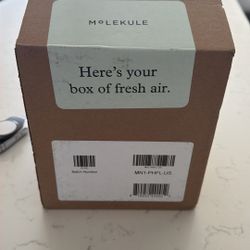 MOLEKULE
Here's your
box of fresh air.
Batch Number
MN1-PHFL-US